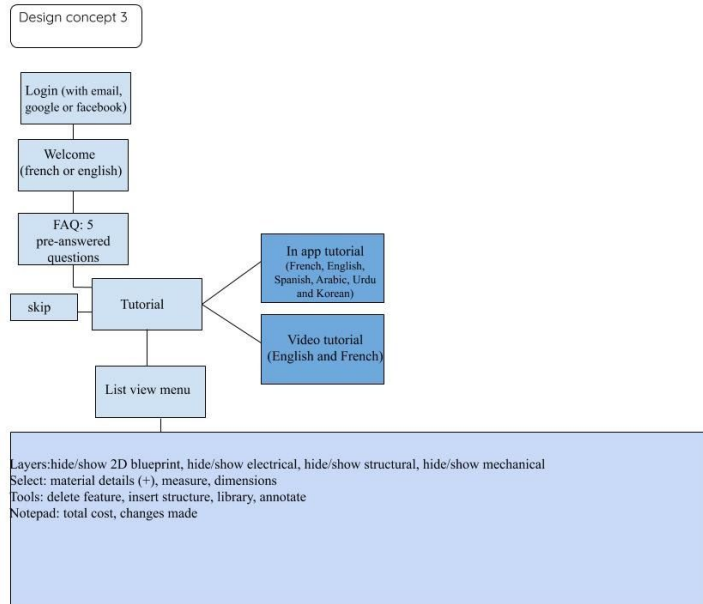 Design concept 3
Login (with email,
google or facebook)
Welcome
(french or english)
FAQ: 5
pre-answered
questions
skip
Tutorial
In app tutorial
(French, English,
Spanish, Arabic, Urdu
and Korean)
Video tutorial
(English and French)
List view menu
Layers:hide/show 2D blueprint, hide/show electrical, hide/show structural, hide/show mechanical
Select: material details (+), measure, dimensions
Tools: delete feature, insert structure, library, annotate
Notepad: total cost, changes made